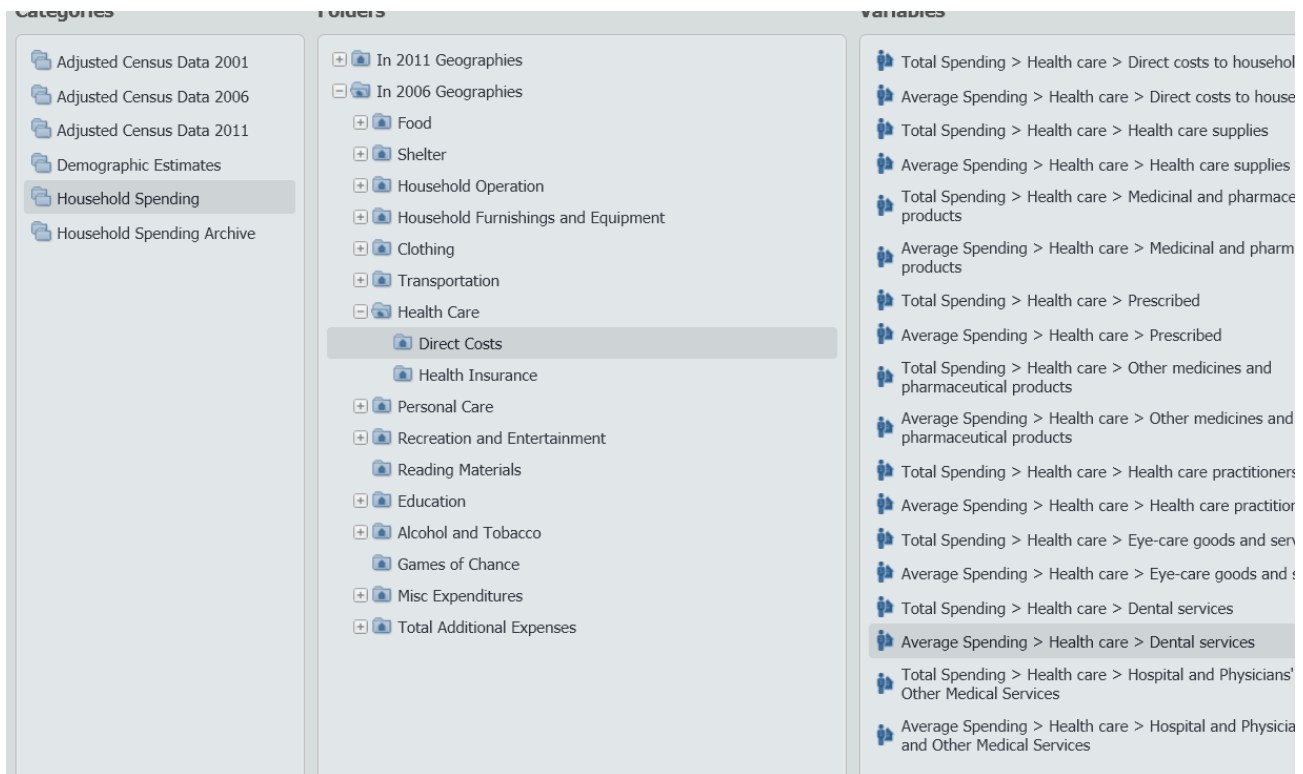 Categories
Adjusted Census Data 2001
Adjusted Census Data 2006
Adjusted Census Data 2011
Demographic Estimates
Household Spending
Household Spending Archive
Folders
In 2011 Geographies
In 2006 Geographies
Food
Shelter
Household Operation
Household Furnishings and Equipment
Clothing
Transportation
Health Care
Direct Costs
Health Insurance
Personal Care
Recreation and Entertainment
Reading Materials
Education
Alcohol and Tobacco
Games of Chance
Misc Expenditures
Total Additional Expenses
Variables
Total Spending > Health care > Direct costs to househol
Average Spending > Health care > Direct costs to house
Total Spending > Health care > Health care supplies
Average Spending > Health care > Health care supplies
Total Spending > Health care > Medicinal and pharmace
products
Average Spending > Health care > Medicinal and pharm
products
Total Spending > Health care > Prescribed
Average Spending > Health care > Prescribed
Total Spending > Health care > Other medicines and
pharmaceutical products
Average Spending > Health care > Other medicines and
pharmaceutical products
Total Spending > Health care > Health care practitioners
Average Spending > Health care > Health care practition
Total Spending > Health care > Eye-care goods and serv
Average Spending > Health care > Eye-care goods and s
Total Spending > Health care > Dental services
Average Spending > Health care > Dental services
Total Spending > Health care > Hospital and Physicians'
Other Medical Services
Average Spending > Health care > Hospital and Physicia
and Other Medical Services